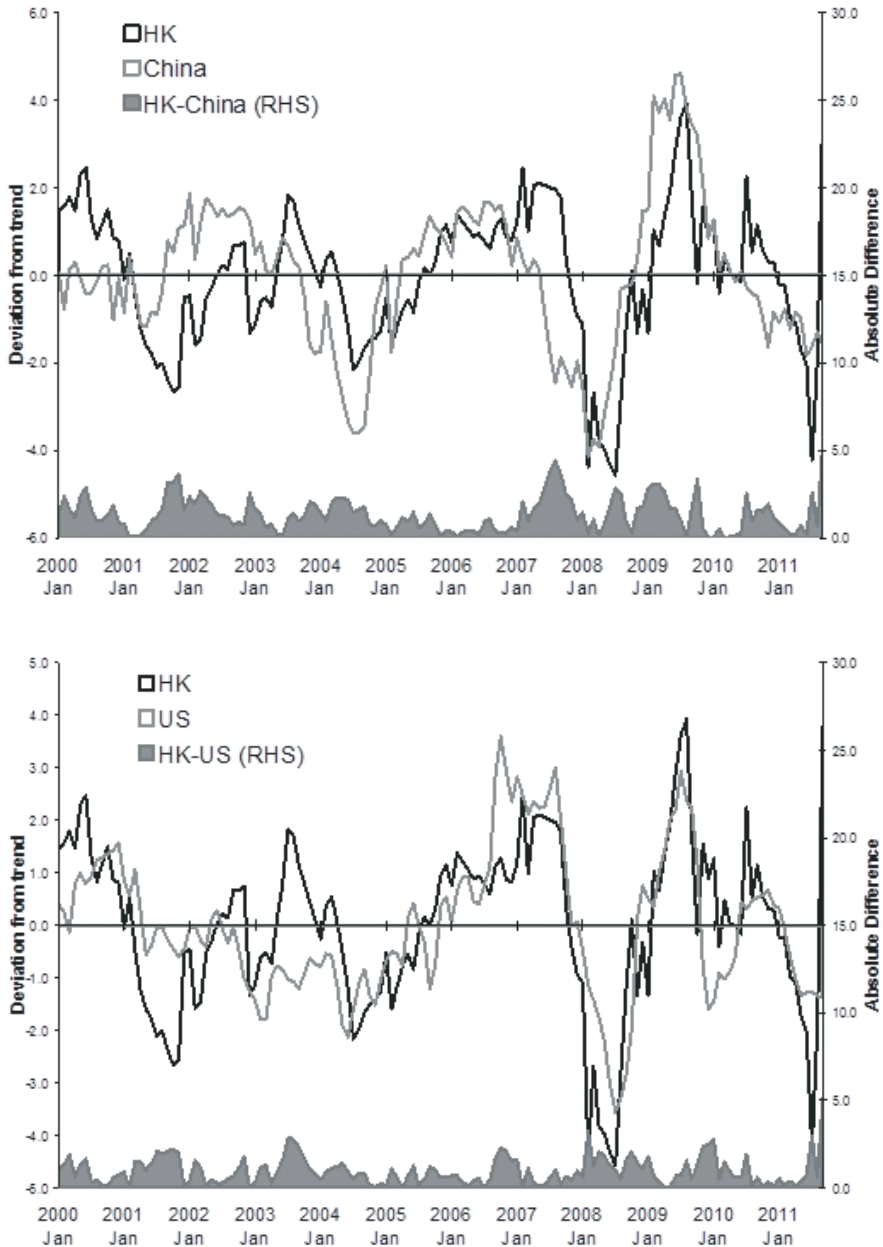 6.0
4.0
2.0
0.0
-2.0
-4.0
-6.0
Deviation from trend
HK
China
HK-China (RHS)
30.0
25.0
20.0
15.0
10.0
5.0
0.0
Absolute Difference
2000 2001 2002 2003 2004 2005 2006 2007 2008 2009 2010 2011
Jan Jan Jan Jan Jan Jan Jan Jan Jan Jan Jan Jan
5.0
4.0
3.0
2.0
1.0
0.0
-1.0
-2.0
-3.0
-4.0
-5.0
Deviation from trend
HK
US
HK-US (RHS)
30.0
25.0
20.0
15.0
10.0
5.0
0.0
Absolute Difference
2000 2001 2002 2003 2004 2005 2006 2007 2008 2009 2010 2011
Jan Jan Jan Jan Jan Jan Jan Jan Jan Jan Jan Jan